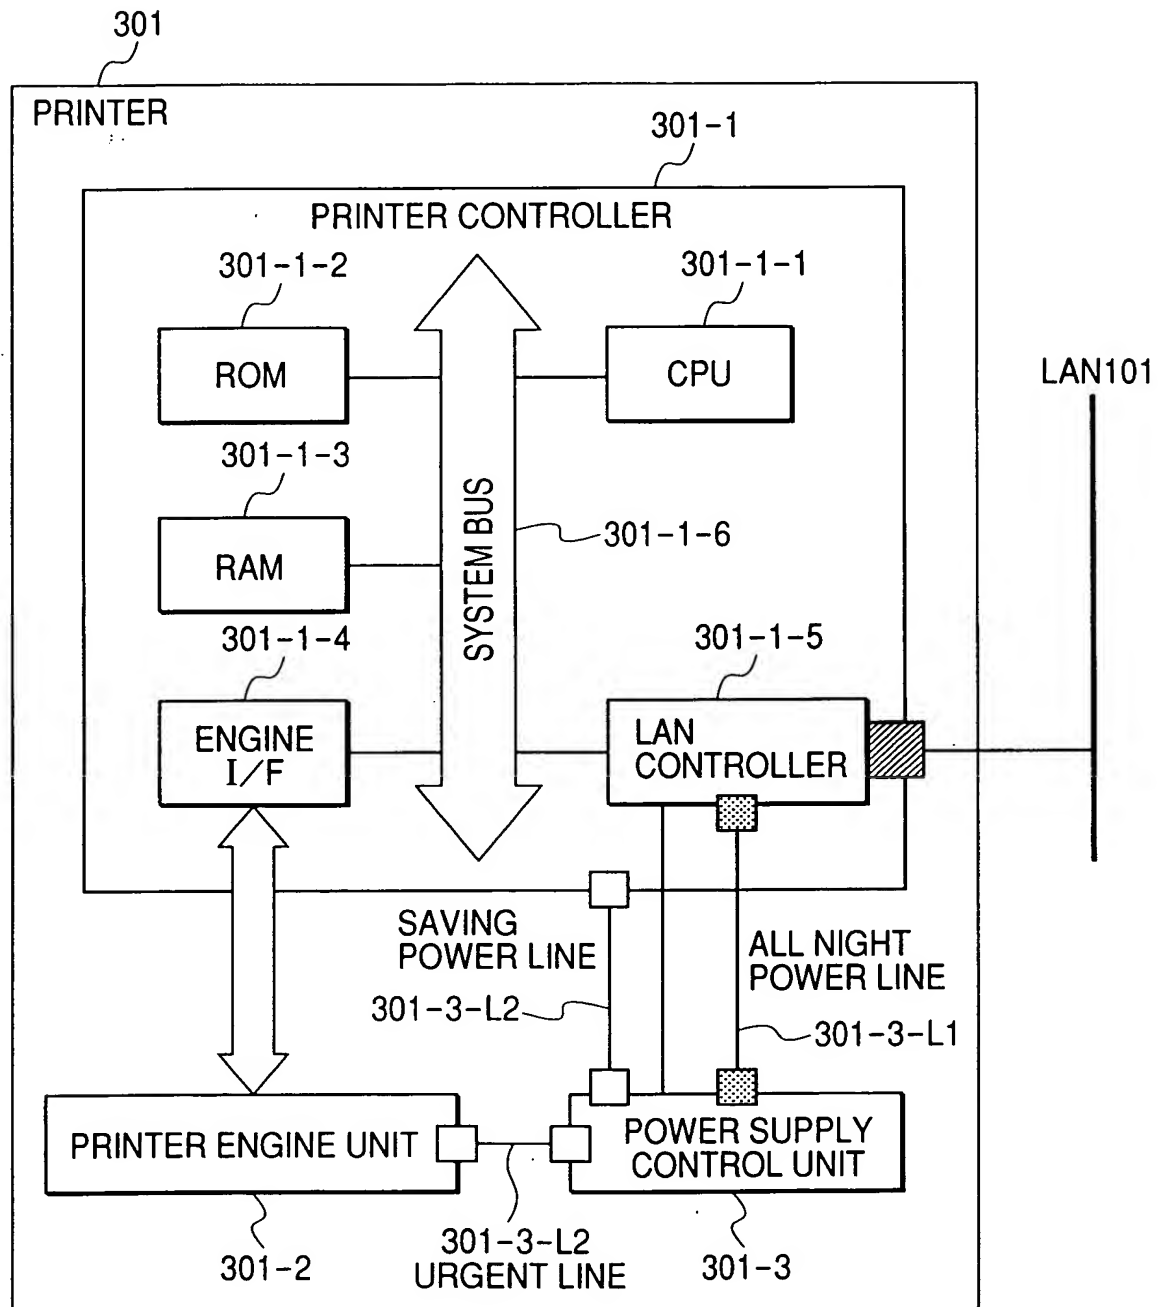 301
PRINTER
301-1
PRINTER CONTROLLER
301-1-2
301-1-1
ROM
CPU
LAN101
301-1-3
RAM
SYSTEM BUS
301-1-6
301-1-4
301-1-5
ENGINE
I/F
LAN
CONTROLLER
SAVING
POWER LINE
ALL NIGHT
POWER LINE
301-3-L2
301-3-L1
PRINTER ENGINE UNIT
POWER SUPPLY
CONTROL UNIT
301-2
301-3-L2
URGENT LINE
301-3